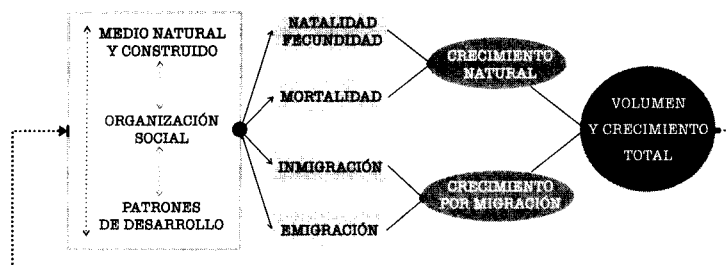 MEDIO NATURAL
Y CONSTRUIDO
ORGANIZACIÓN
SOCIAL
PATRONES
DE DESARROLLO
NATALIDAD
FECUNDIDAD
MORTALIDAD
INMIGRACIÓN
EMIGRACIÓN
CRECIMIENTO
NATURAL
CRECIMIENTO
POR MIGRACIÓN
VOLUMEN
Y CRECIMIENTO
TOTAL